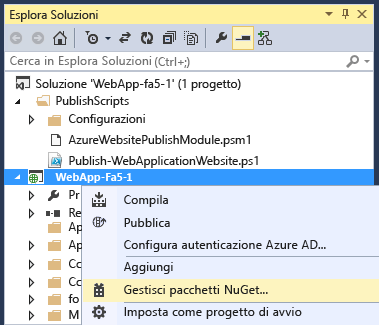 Esplora Soluzioni
Cerca in Esplora Soluzioni (Ctrl+;)
Soluzione 'WebApp-fa5-1' (1 progetto)
PublishScripts
Configurazioni
AzureWebsitePublishModule.psm1
Publish-WebApplicationWebsite.ps1
WebApp-Fa5-1
Pr
Re
Ap
Ap
Cc
Cc
fo
M
Compila
Pubblica
Configura autenticazione Azure AD...
Aggiungi
Gestisci pacchetti NuGet...
Imposta come progetto di avvio